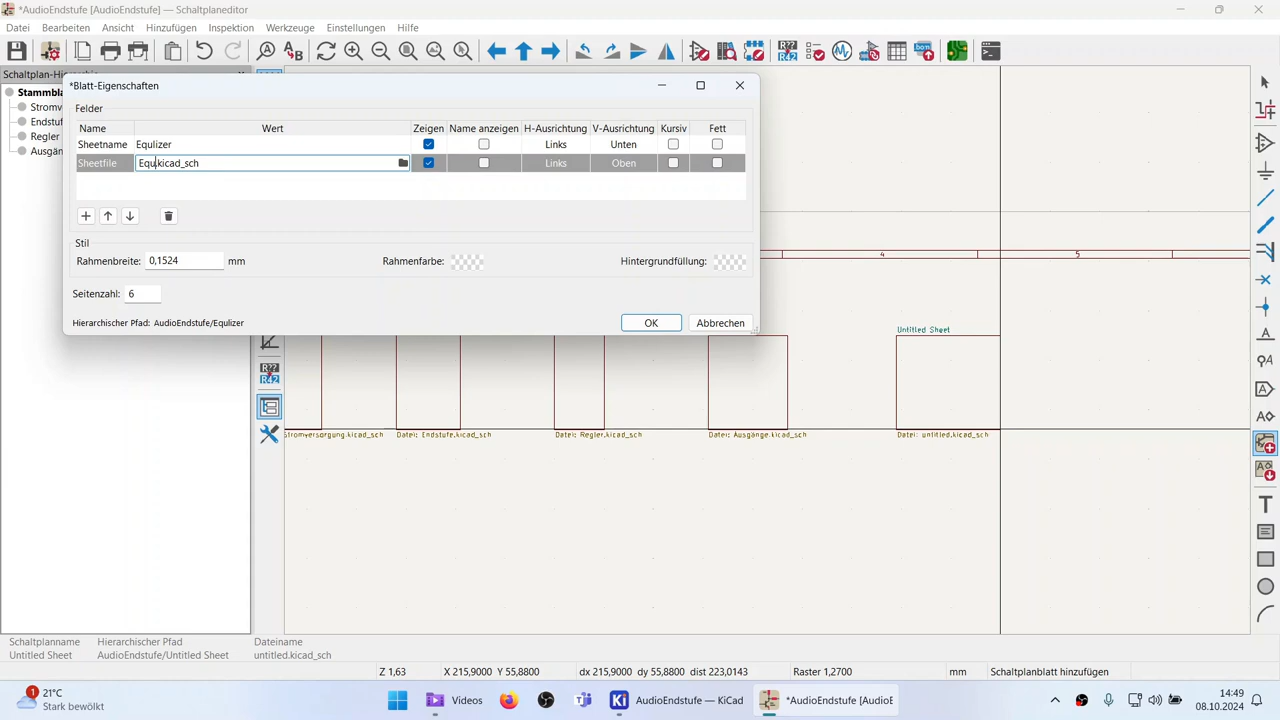 *AudioEndstufe [AudioEndstufe] — Schaltplaneditor
Datei Bearbeiten Ansicht Hinzufügen Inspektion Werkzeuge Einstellungen Hilfe
Schaltplan-Hierarchie
Stammbla
Stromv
Endstuf
Regler
Ausgän
*Blatt-Eigenschaften
Felder
Name Wert Zeigen Name anzeigen H-Ausrichtung V-Ausrichtung Kursiv Fett
Sheetname Equlizer Links Unten
Sheetfile Equ.kicad_sch Links Oben
Stil
Rahmenbreite: 0,1524 mm Rahmenfarbe: Hintergrundfüllung:
Seitenzahl: 6
Hierarchischer Pfad: AudioEndstufe/Equlizer OK Abbrechen
4 5
Untitled Sheet
Stromversorgung.kicad_sch Datei: Endstufe.kicad_sch Datei: Regler.kicad_sch Datei: Ausgänge.kicad_sch Datei: untitled.kicad_sch
R??
R42
Schaltplanname Hierarchischer Pfad Dateiname
Untitled Sheet AudioEndstufe/Untitled Sheet untitled.kicad_sch
Z 1,63 X 215,9000 Y 55,8800 dx 215,9000 dy 55,8800 dist 223,0143 Raster 1,2700 mm Schaltplanblatt hinzufügen
1 21°C
Stark bewölkt
Videos
AudioEndstufe — KiCad
*AudioEndstufe [AudioE
14:49
08.10.2024